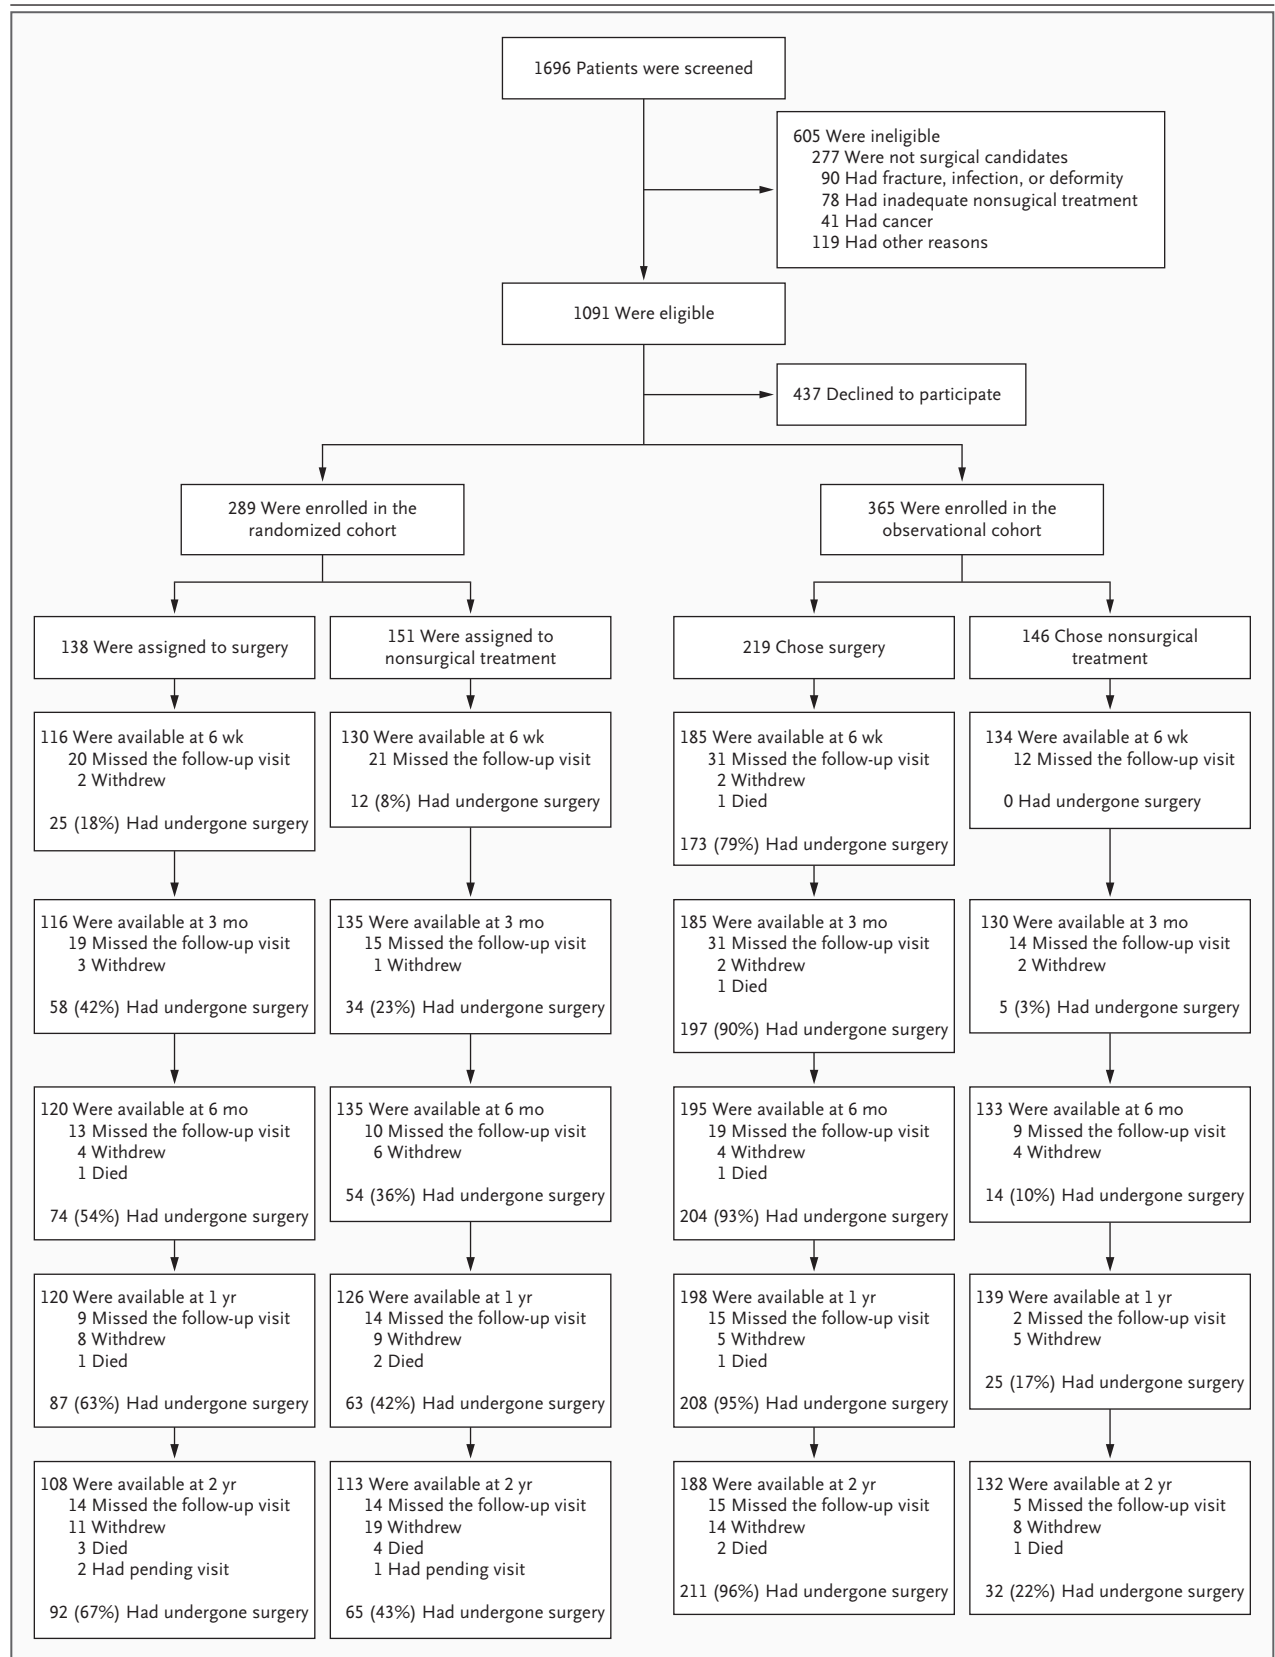 1696 Patients were screened
605 Were ineligible
277 Were not surgical candidates
90 Had fracture, infection, or deformity
78 Had inadequate nonsugical treatment
41 Had cancer
119 Had other reasons
1091 Were eligible
437 Declined to participate
289 Were enrolled in the
randomized cohort
365 Were enrolled in the
observational cohort
138 Were assigned to surgery
151 Were assigned to
nonsurgical treatment
219 Chose surgery
146 Chose nonsurgical
treatment
116 Were available at 6 wk
20 Missed the follow-up visit
2 Withdrew
25 (18%) Had undergone surgery
130 Were available at 6 wk
21 Missed the follow-up visit
12 (8%) Had undergone surgery
185 Were available at 6 wk
31 Missed the follow-up visit
2 Withdrew
1 Died
173 (79%) Had undergone surgery
134 Were available at 6 wk
12 Missed the follow-up visit
0 Had undergone surgery
116 Were available at 3 mo
19 Missed the follow-up visit
3 Withdrew
58 (42%) Had undergone surgery
135 Were available at 3 mo
15 Missed the follow-up visit
1 Withdrew
34 (23%) Had undergone surgery
185 Were available at 3 mo
31 Missed the follow-up visit
2 Withdrew
1 Died
197 (90%) Had undergone surgery
130 Were available at 3 mo
14 Missed the follow-up visit
2 Withdrew
5 (3%) Had undergone surgery
120 Were available at 6 mo
13 Missed the follow-up visit
4 Withdrew
1 Died
74 (54%) Had undergone surgery
135 Were available at 6 mo
10 Missed the follow-up visit
6 Withdrew
54 (36%) Had undergone surgery
195 Were available at 6 mo
19 Missed the follow-up visit
4 Withdrew
1 Died
204 (93%) Had undergone surgery
133 Were available at 6 mo
9 Missed the follow-up visit
4 Withdrew
14 (10%) Had undergone surgery
120 Were available at 1 yr
9 Missed the follow-up visit
8 Withdrew
1 Died
87 (63%) Had undergone surgery
126 Were available at 1 yr
14 Missed the follow-up visit
9 Withdrew
2 Died
63 (42%) Had undergone surgery
198 Were available at 1 yr
15 Missed the follow-up visit
5 Withdrew
1 Died
208 (95%) Had undergone surgery
139 Were available at 1 yr
2 Missed the follow-up visit
5 Withdrew
25 (17%) Had undergone surgery
108 Were available at 2 yr
14 Missed the follow-up visit
11 Withdrew
3 Died
2 Had pending visit
92 (67%) Had undergone surgery
113 Were available at 2 yr
14 Missed the follow-up visit
19 Withdrew
4 Died
1 Had pending visit
65 (43%) Had undergone surgery
188 Were available at 2 yr
15 Missed the follow-up visit
14 Withdrew
2 Died
211 (96%) Had undergone surgery
132 Were available at 2 yr
5 Missed the follow-up visit
8 Withdrew
1 Died
32 (22%) Had undergone surgery